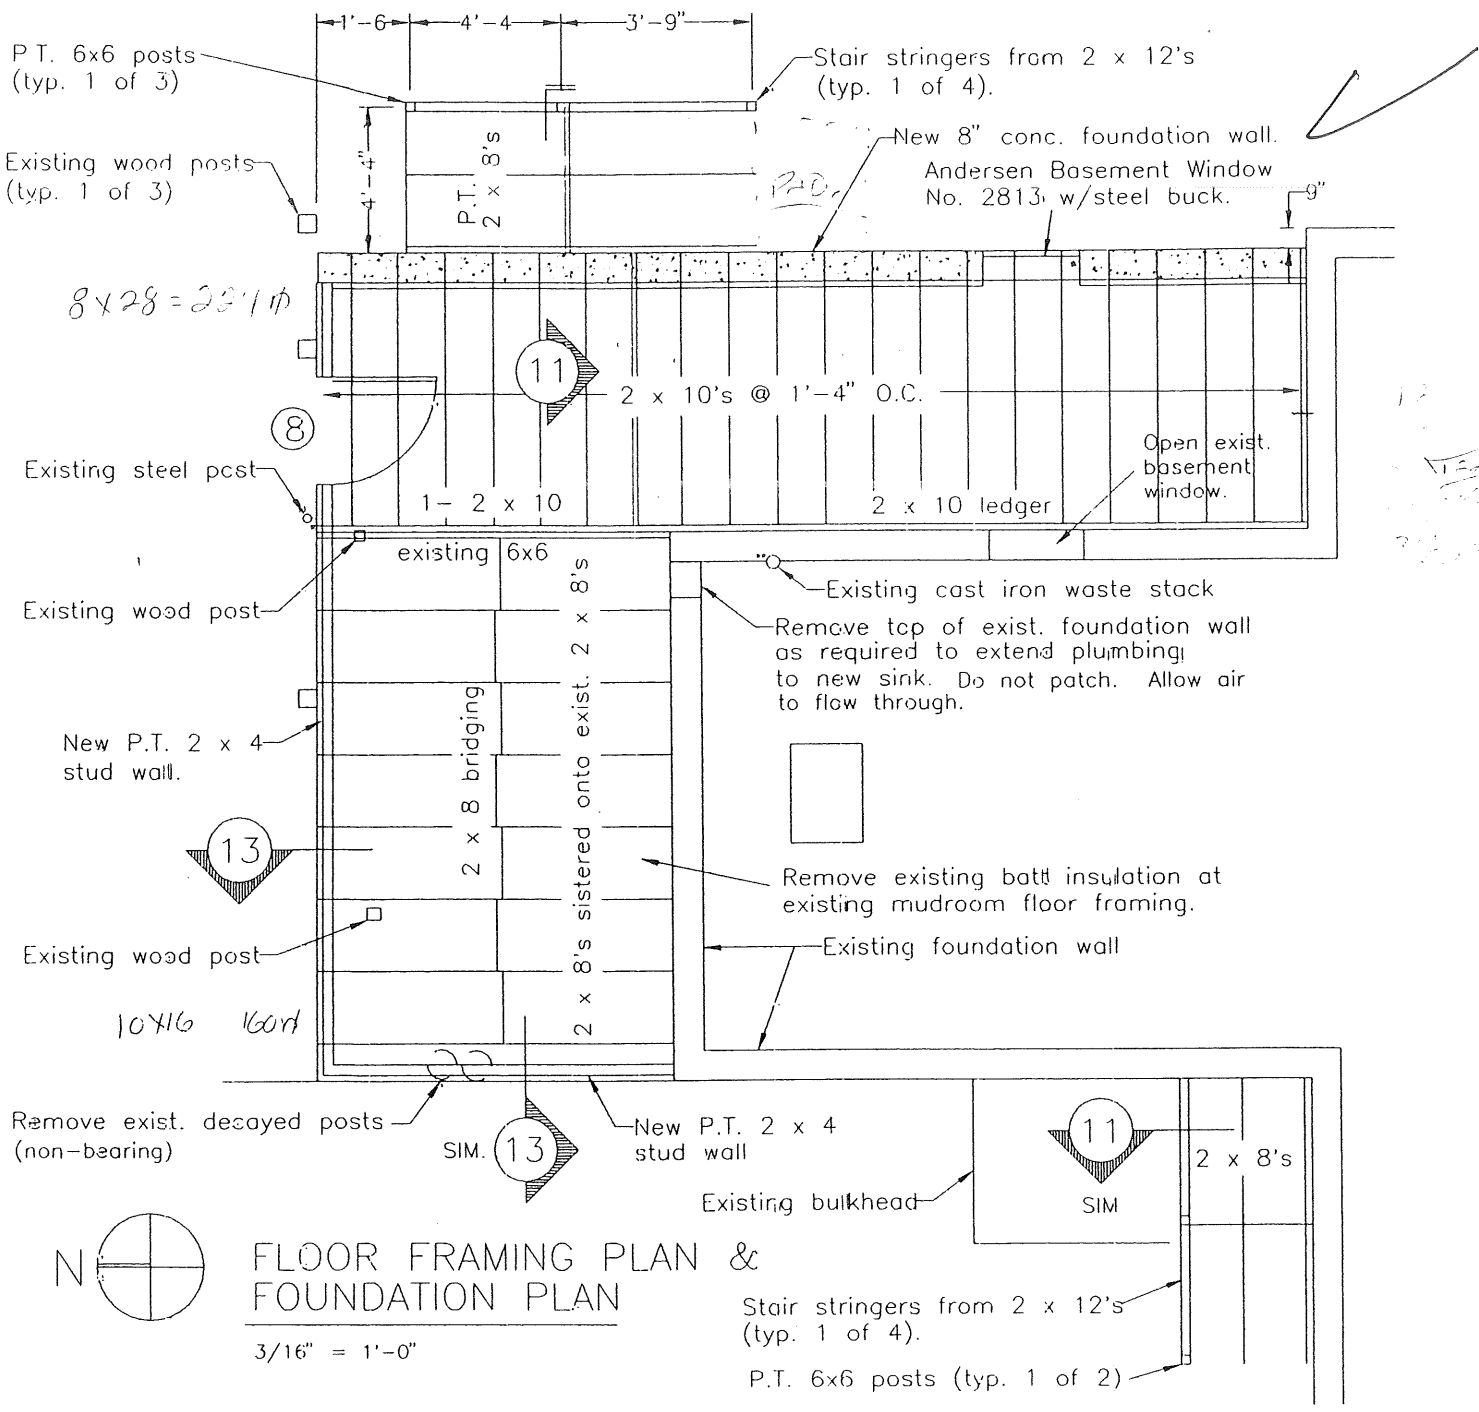 1'-6
4'-4
3'-9"
P.T. 6x6 posts
(typ. 1 of 3)
Stair stringers from 2 x 12's
(typ. 1 of 4).
New 8" conc. foundation wall.
Existing wood posts
(typ. 1 of 3)
4'-4"
P.T.
2 x 8's
PAD
Andersen Basement Window
No. 2813 w/steel buck.
9"
8 x 28 =
11
2 x 10's @ 1'-4" O.C.
8
Open exist.
basement
window.
Existing steel post
1- 2 x 10
2 x 10 ledger
existing 6x6
Existing wood post
Existing cast iron waste stack
Remove top of exist. foundation wall
as required to extend plumbing
to new sink. Do not patch. Allow air
to flow through.
2 x 8 bridging
2 x 8's sistered onto exist. 2 x 8's
New P.T. 2 x 4
stud wall.
13
Remove existing batt insulation at
existing mudroom floor framing.
Existing wood post
Existing foundation wall
10X16 160
Remove exist. decayed posts
(non-bearing)
SIM.
13
New P.T. 2 x 4
stud wall
11
SIM
2 x 8's
Existing bulkhead
N
FLOOR FRAMING PLAN &
FOUNDATION PLAN
3/16" = 1'-0"
Stair stringers from 2 x 12's
(typ. 1 of 4).
P.T. 6x6 posts (typ. 1 of 2)